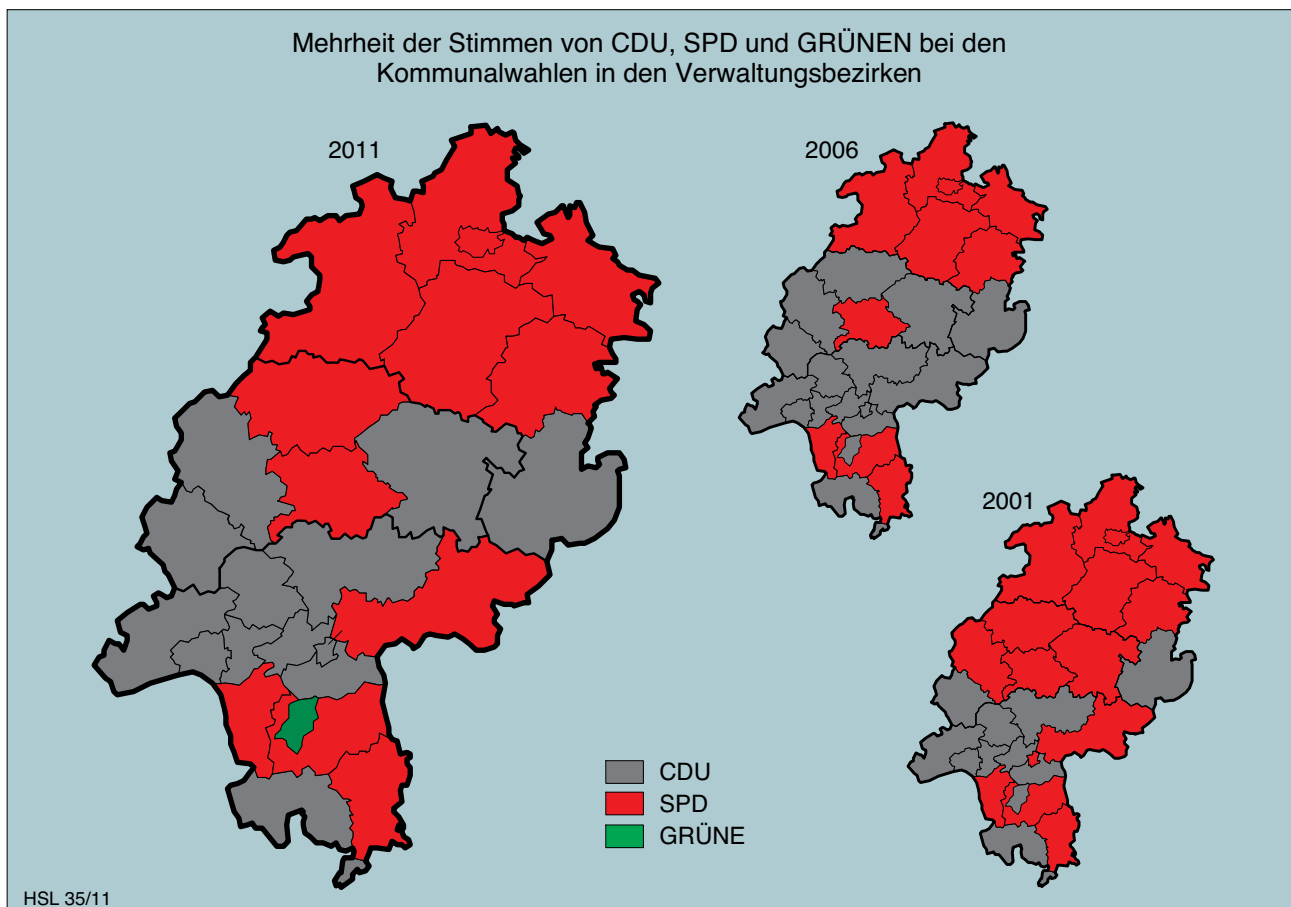 Mehrheit der Stimmen von CDU, SPD und GRÜNEN bei den
Kommunalwahlen in den Verwaltungsbezirken
2011
2006
2001
CDU
SPD
GRÜNE
HSL 35/11